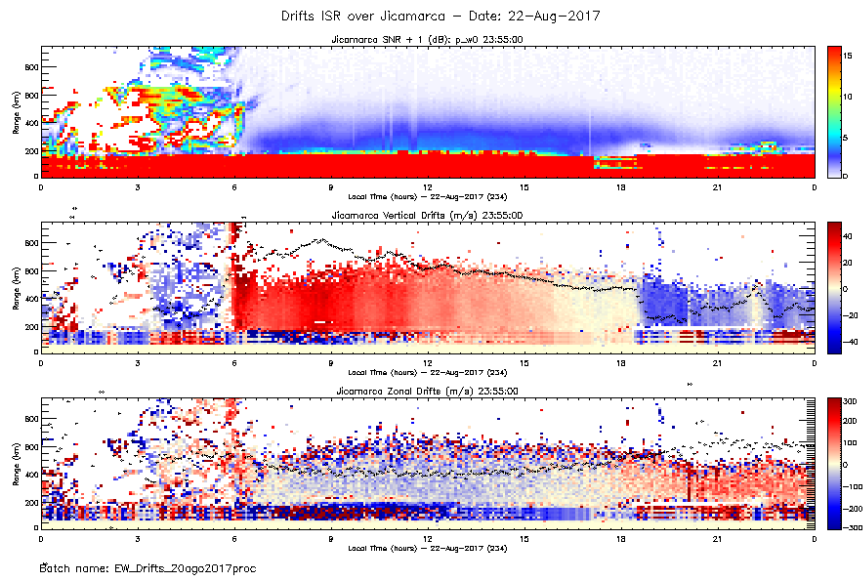 Drifts ISR over Jicamarca – Date: 22-Aug-2017
Jicamarca SNR + 1 (dB): p_w0 23:55:00
Range (km)
800
600
400
200
0
0 3 6 9 12 15 18 21 0
Local Time (hours) – 22-Aug-2017 (234)
15
10
5
0
Jicamarca Vertical Drifts (m/s) 23:55:00
Range (km)
800
600
400
200
0
0 3 6 9 12 15 18 21 0
Local Time (hours) – 22-Aug-2017 (234)
40
20
0
-20
-40
Jicamarca Zonal Drifts (m/s) 23:55:00
Range (km)
800
600
400
200
0
0 3 6 9 12 15 18 21 0
Local Time (hours) – 22-Aug-2017 (234)
300
200
100
0
-100
-200
-300
Batch name: EW_Drifts_20ago2017proc